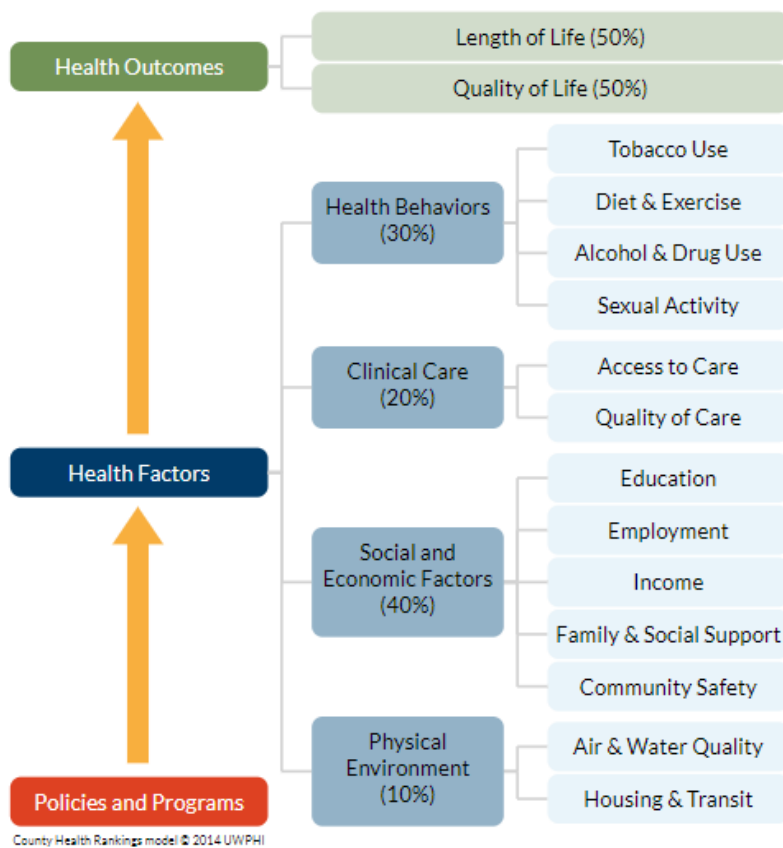 Health Outcomes
Length of Life (50%)
Quality of Life (50%)
Health Factors
Health Behaviors
(30%)
Tobacco Use
Diet & Exercise
Alcohol & Drug Use
Sexual Activity
Clinical Care
(20%)
Access to Care
Quality of Care
Social and
Economic Factors
(40%)
Education
Employment
Income
Family & Social Support
Community Safety
Physical
Environment
(10%)
Air & Water Quality
Housing & Transit
Policies and Programs
County Health Rankings model © 2014 UWPHI